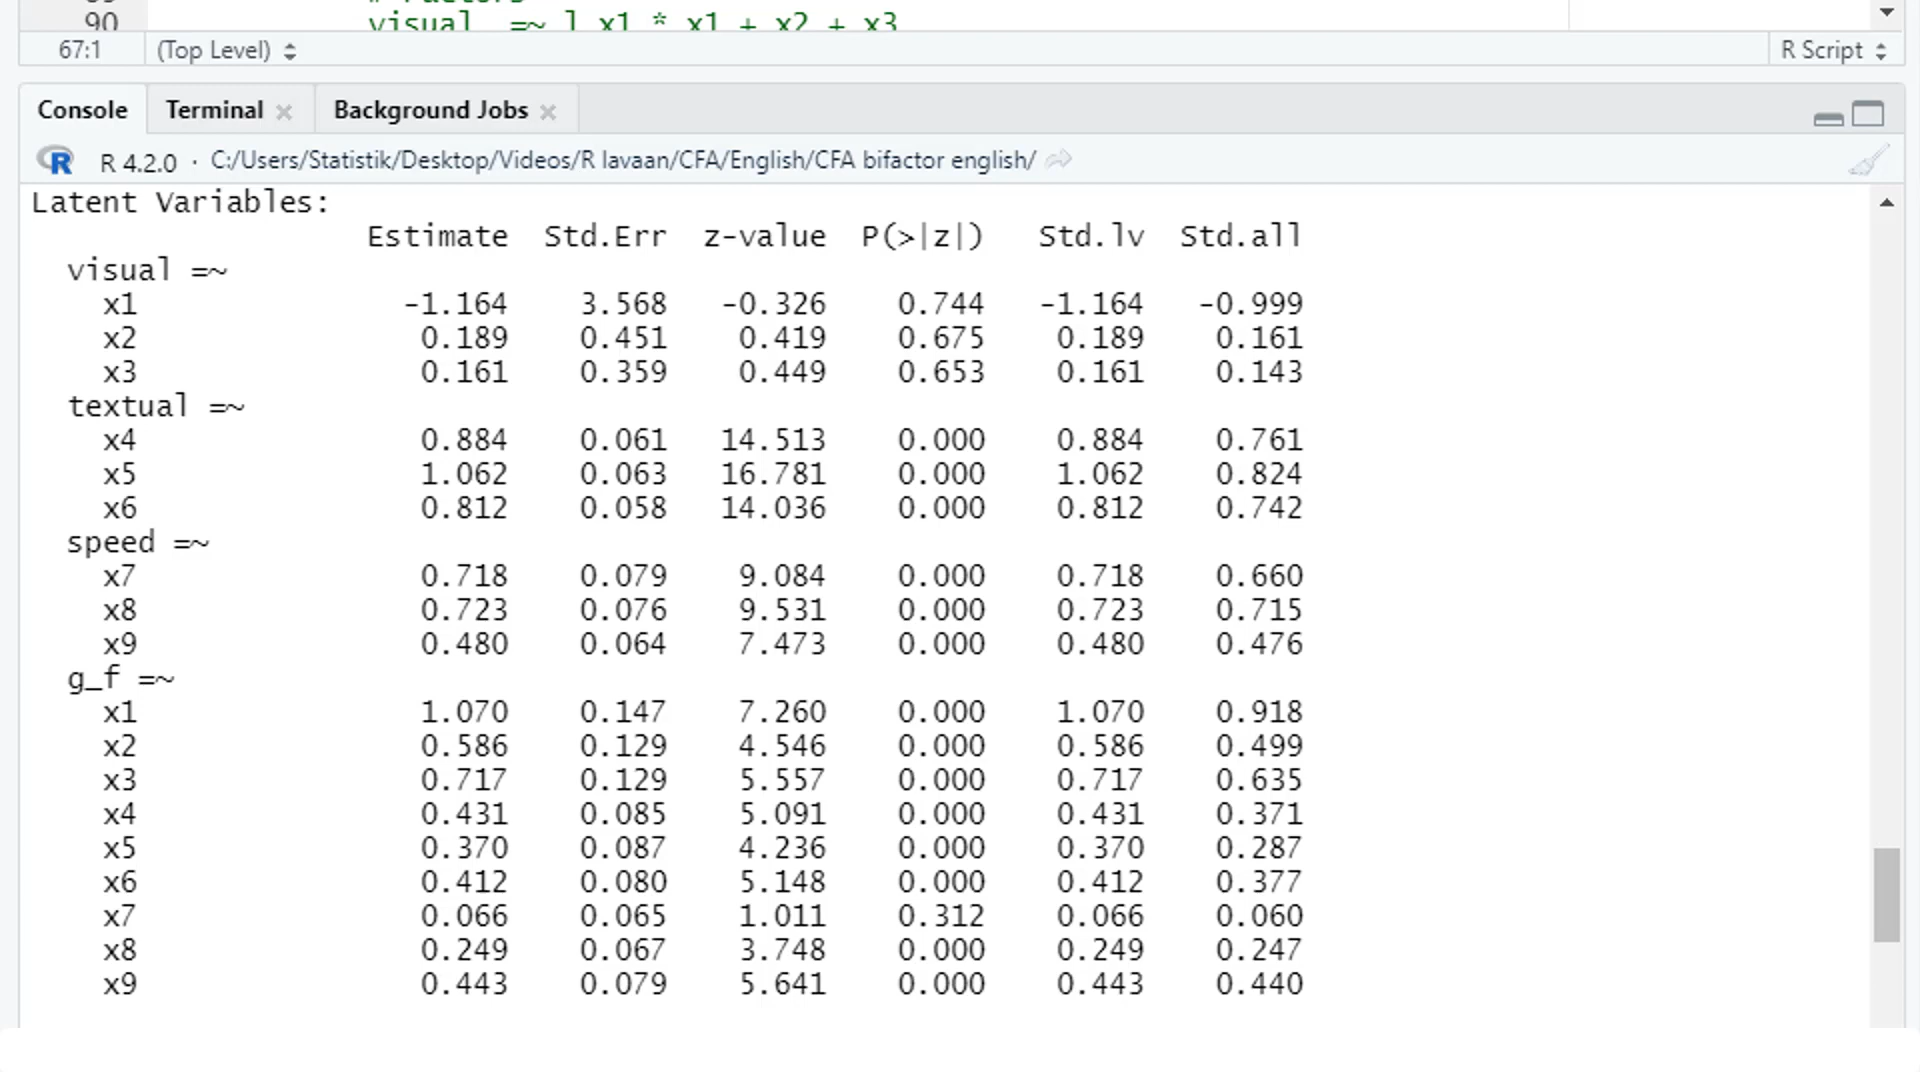 90 visual =~ l_x1 * x1 + x2 + x3
67:1 (Top Level) R Script
Console Terminal Background Jobs
R 4.2.0 · C:/Users/Statistik/Desktop/Videos/R lavaan/CFA/English/CFA bifactor english/
Latent Variables:
Estimate Std.Err z-value P(>|z|) Std.lv Std.all
visual =~
x1 -1.164 3.568 -0.326 0.744 -1.164 -0.999
x2 0.189 0.451 0.419 0.675 0.189 0.161
x3 0.161 0.359 0.449 0.653 0.161 0.143
textual =~
x4 0.884 0.061 14.513 0.000 0.884 0.761
x5 1.062 0.063 16.781 0.000 1.062 0.824
x6 0.812 0.058 14.036 0.000 0.812 0.742
speed =~
x7 0.718 0.079 9.084 0.000 0.718 0.660
x8 0.723 0.076 9.531 0.000 0.723 0.715
x9 0.480 0.064 7.473 0.000 0.480 0.476
g_f =~
x1 1.070 0.147 7.260 0.000 1.070 0.918
x2 0.586 0.129 4.546 0.000 0.586 0.499
x3 0.717 0.129 5.557 0.000 0.717 0.635
x4 0.431 0.085 5.091 0.000 0.431 0.371
x5 0.370 0.087 4.236 0.000 0.370 0.287
x6 0.412 0.080 5.148 0.000 0.412 0.377
x7 0.066 0.065 1.011 0.312 0.066 0.060
x8 0.249 0.067 3.748 0.000 0.249 0.247
x9 0.443 0.079 5.641 0.000 0.443 0.440